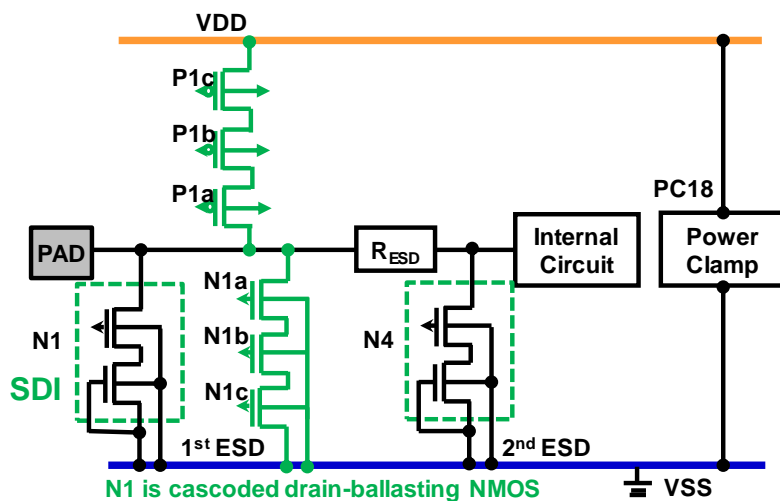 VDD
P1c
P1b
P1a
PC18
PAD
R_ESD
Internal
Circuit
Power
Clamp
N1a
N1
N1b
N4
SDI
N1c
1st ESD
2nd ESD
VSS
N1 is cascoded drain-ballasting NMOS